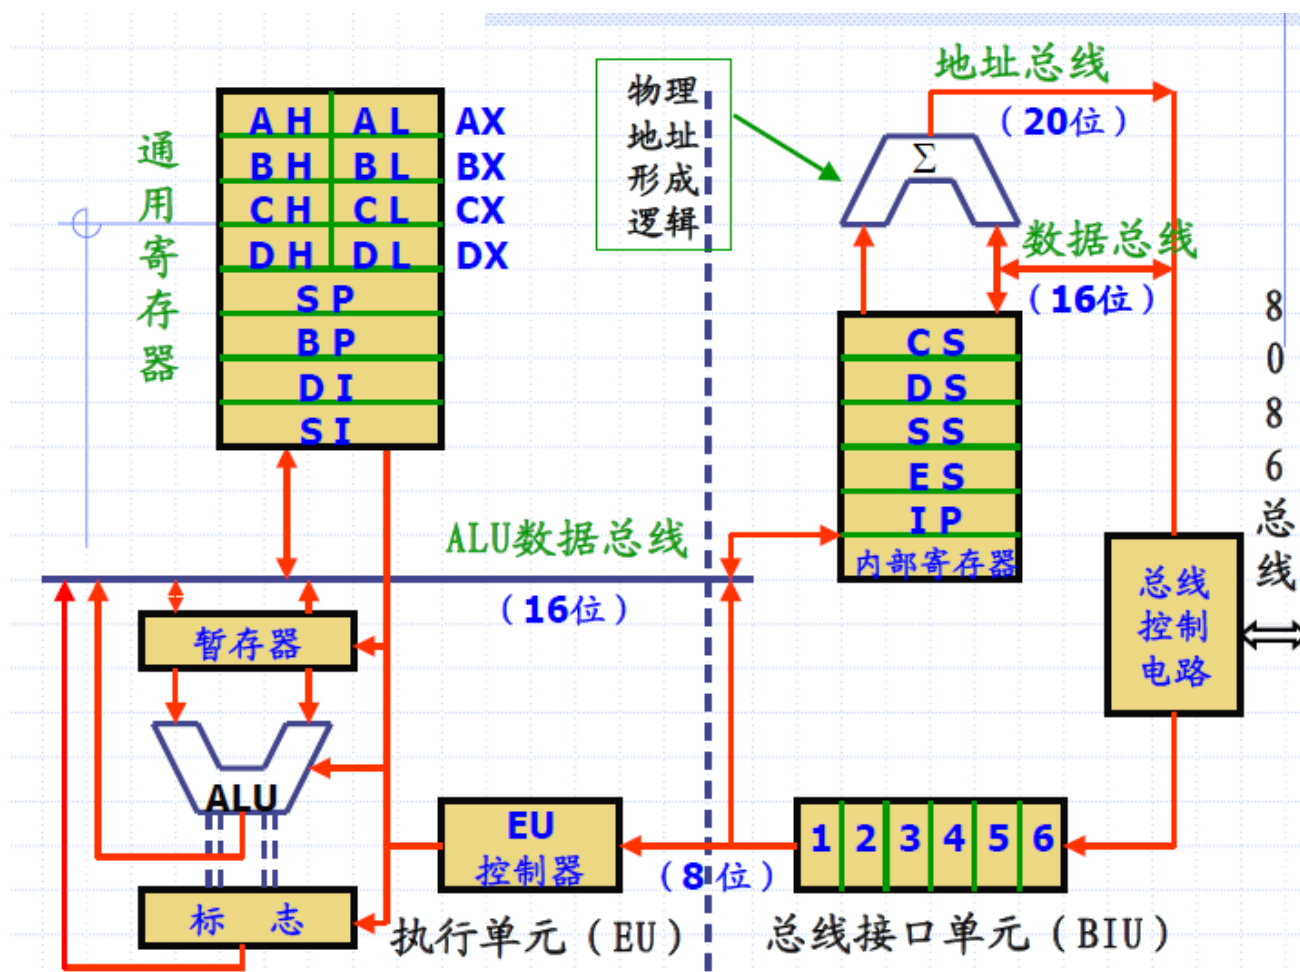 通用寄存器
AH AL AX
BH BL BX
CH CL CX
DH DL DX
SP
BP
DI
SI
物理
地址
形成
逻辑
地址总线
（20位）
Σ
数据总线
（16位）
CS
DS
SS
ES
IP
内部寄存器
8086总线
总线
控制
电路
ALU数据总线
（16位）
暂存器
ALU
标 志
EU
控制器
（8位）
1 2 3 4 5 6
执行单元（EU）
总线接口单元（BIU）